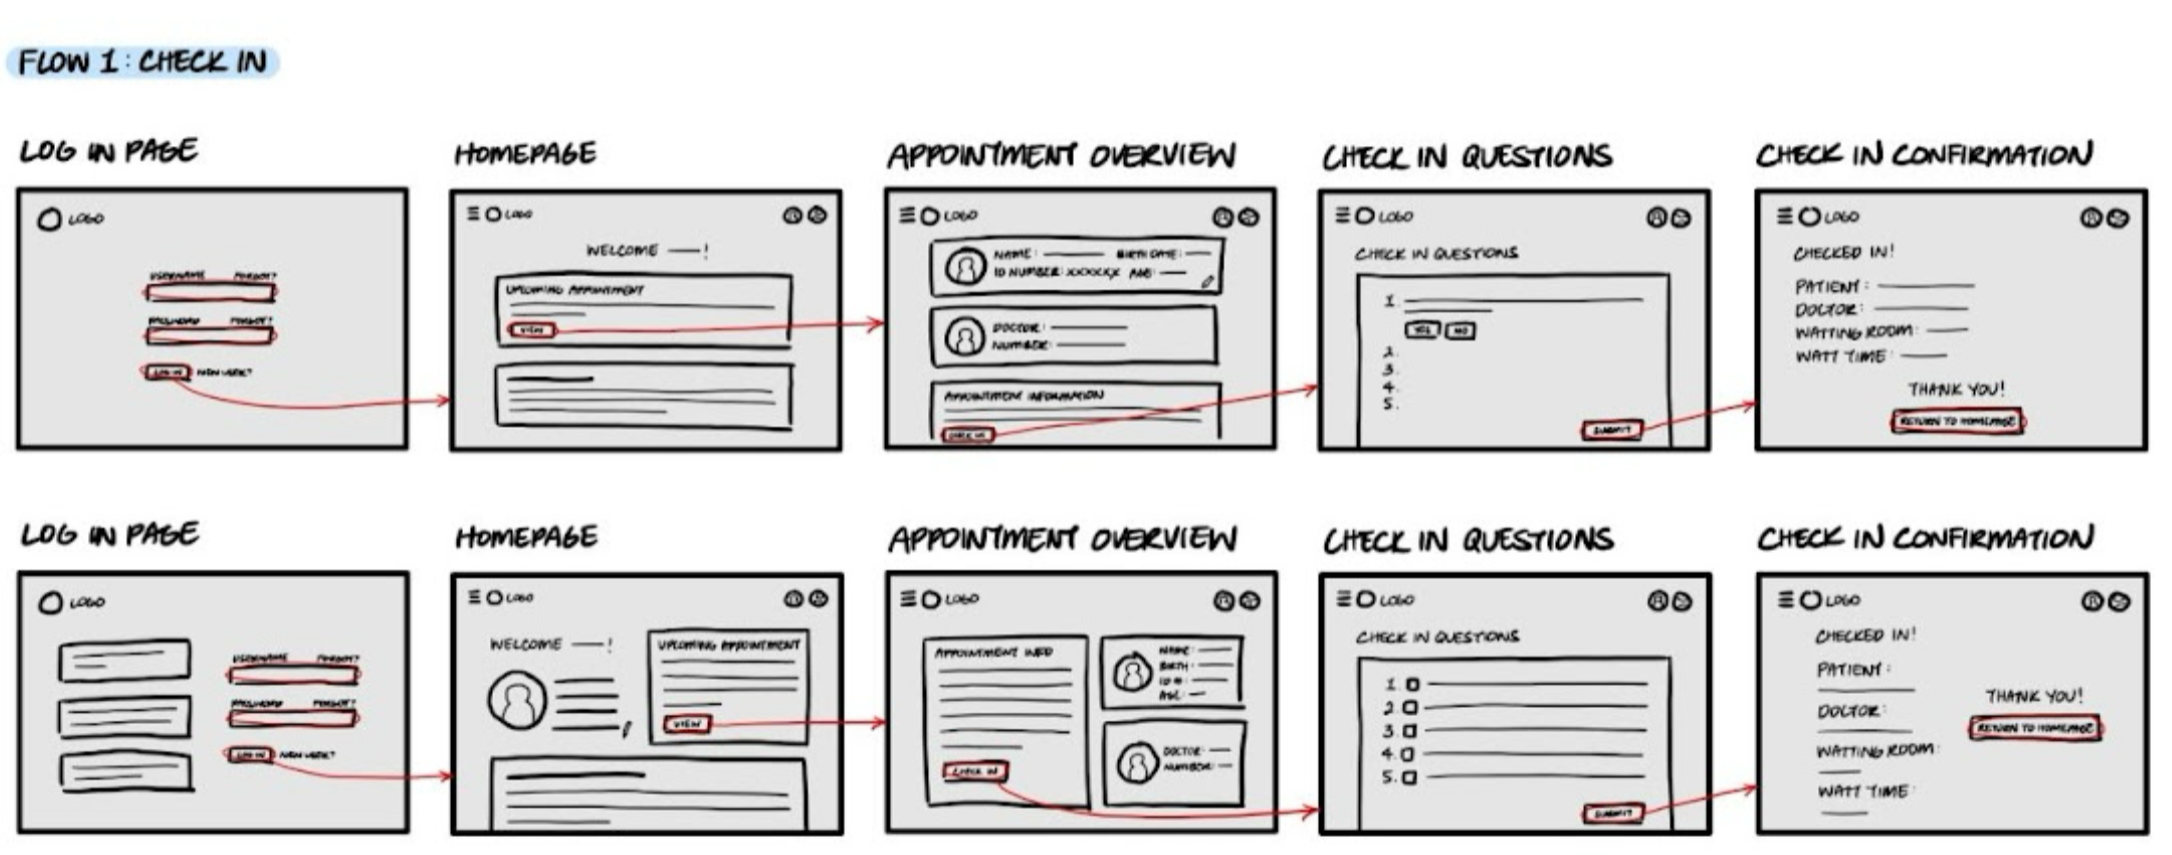 FLOW 1: CHECK IN
LOG IN PAGE
HOMEPAGE
APPOINTMENT OVERVIEW
CHECK IN QUESTIONS
CHECK IN CONFIRMATION
LOGO
USERNAME FORGOT?
PASSWORD FORGOT?
LOG IN NEW USER?
LOGO
WELCOME !
UPCOMING APPOINTMENT
VIEW
LOGO
NAME: BIRTH DATE:
ID NUMBER: XXXXXX AGE:
DOCTOR:
NUMBER:
APPOINTMENT INFORMATION
CHECK IN
LOGO
CHECK IN QUESTIONS
1.
YES NO
2.
3.
4.
5.
SUBMIT
LOGO
CHECKED IN!
PATIENT:
DOCTOR:
WAITING ROOM:
WAIT TIME:
THANK YOU!
RETURN TO HOMEPAGE
LOG IN PAGE
HOMEPAGE
APPOINTMENT OVERVIEW
CHECK IN QUESTIONS
CHECK IN CONFIRMATION
LOGO
USERNAME FORGOT?
PASSWORD FORGOT?
LOG IN NEW USER?
LOGO
WELCOME !
UPCOMING APPOINTMENT
VIEW
LOGO
APPOINTMENT INFO
CHECK IN
NAME:
BIRTH:
ID #:
AGE:
DOCTOR:
NUMBER:
LOGO
CHECK IN QUESTIONS
1.
2
3.
4.
5.
SUBMIT
LOGO
CHECKED IN!
PATIENT:
DOCTOR:
WAITING ROOM:
WAIT TIME:
THANK YOU!
RETURN TO HOMEPAGE